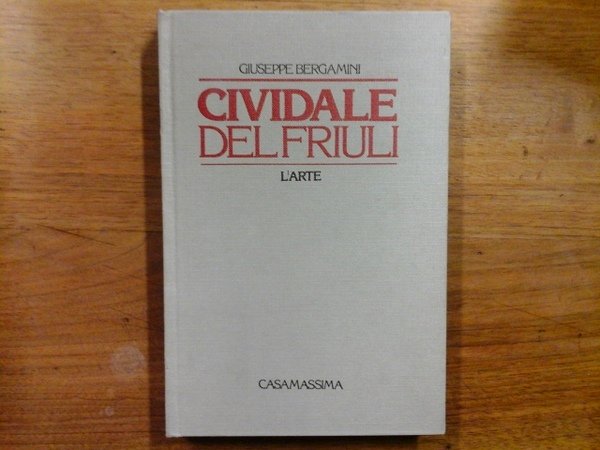 GIUSEPPE BERGAMINI
CIVIDALE
DEL FRIULI
L'ARTE
CASAMASSIMA